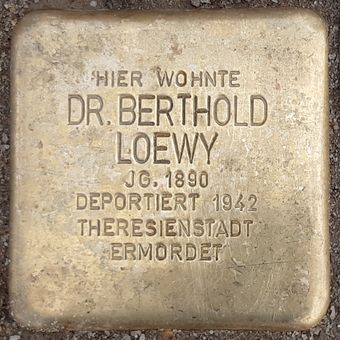 HIER WOHNTE
DR. BERTHOLD
LOEWY
JG. 1890
DEPORTIERT 1942
THERESIENSTADT
ERMORDET